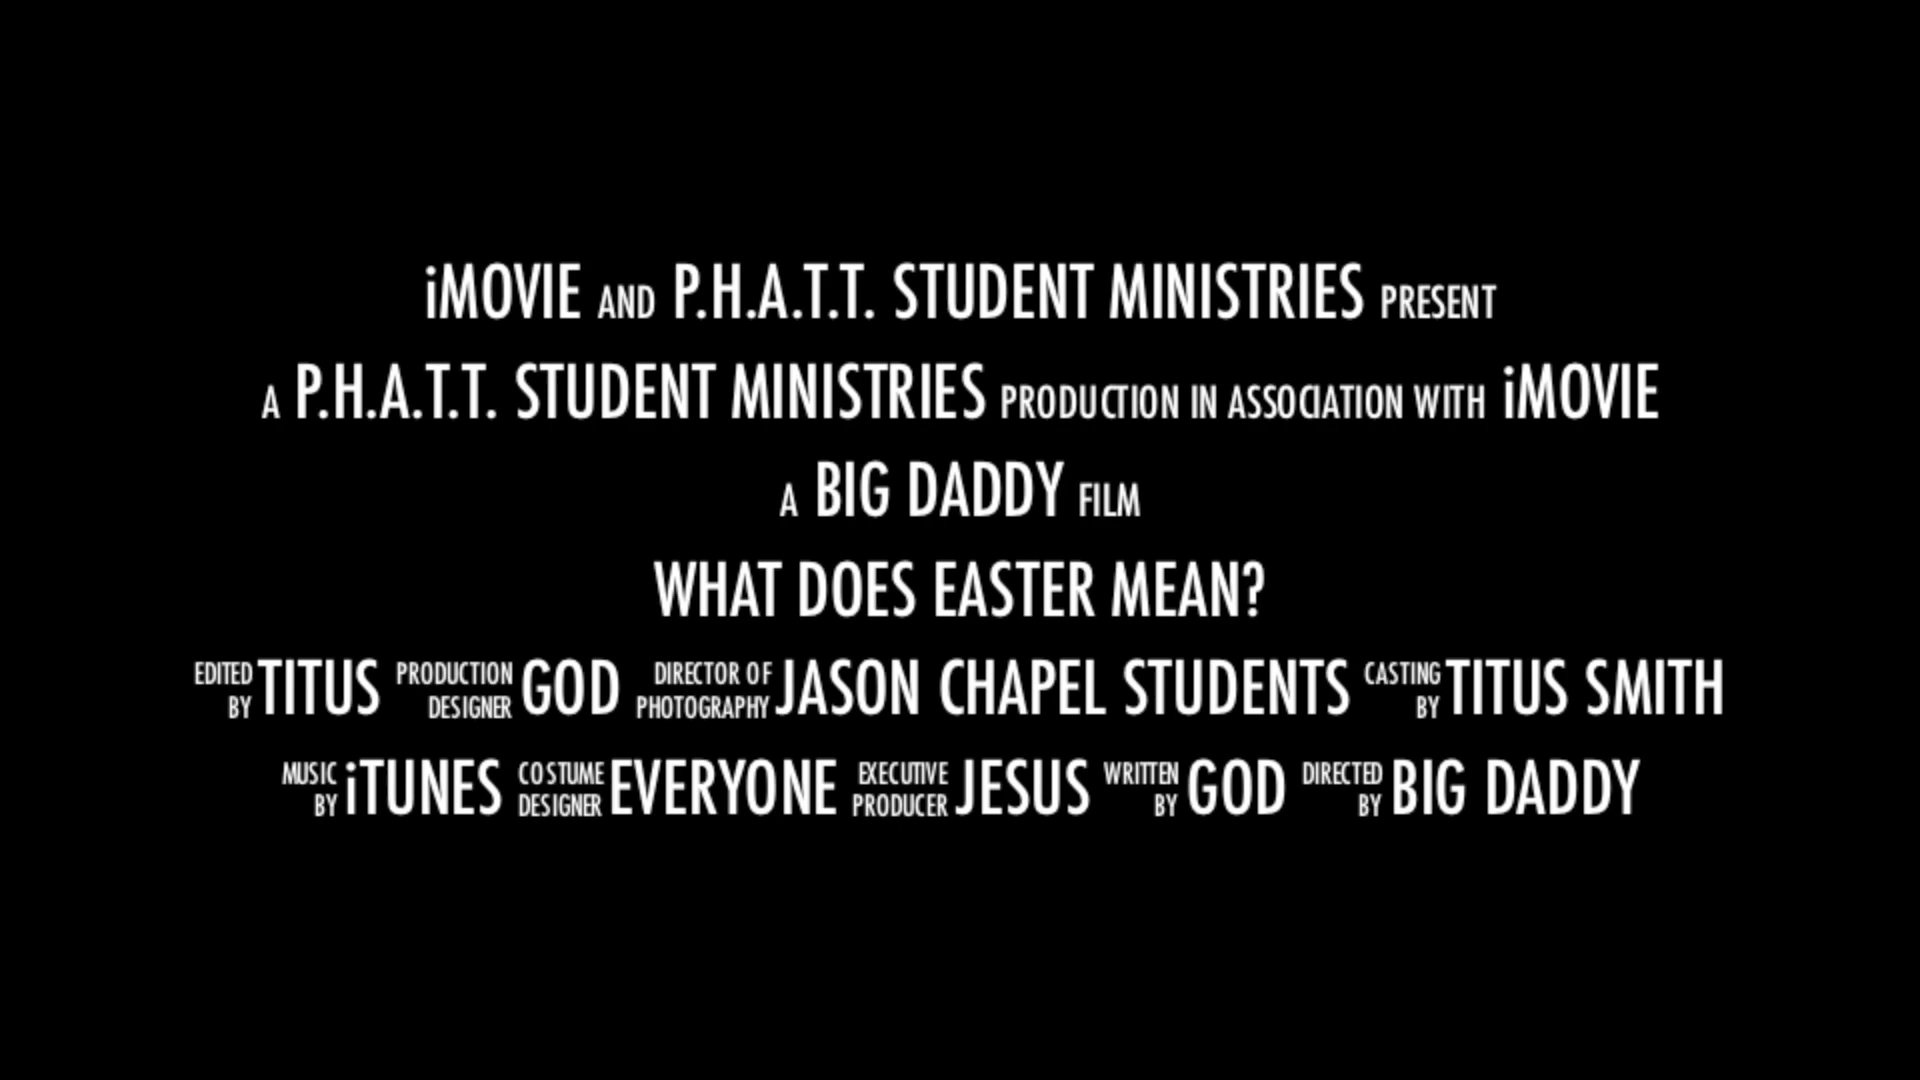 iMOVIE AND P.H.A.T.T. STUDENT MINISTRIES PRESENT
A P.H.A.T.T. STUDENT MINISTRIES PRODUCTION IN ASSOCIATION WITH iMOVIE
A BIG DADDY FILM
WHAT DOES EASTER MEAN?
EDITED BY TITUS PRODUCTION DESIGNER GOD DIRECTOR OF PHOTOGRAPHY JASON CHAPEL STUDENTS CASTING BY TITUS SMITH
MUSIC BY iTUNES COSTUME DESIGNER EVERYONE EXECUTIVE PRODUCER JESUS WRITTEN BY GOD DIRECTED BY BIG DADDY